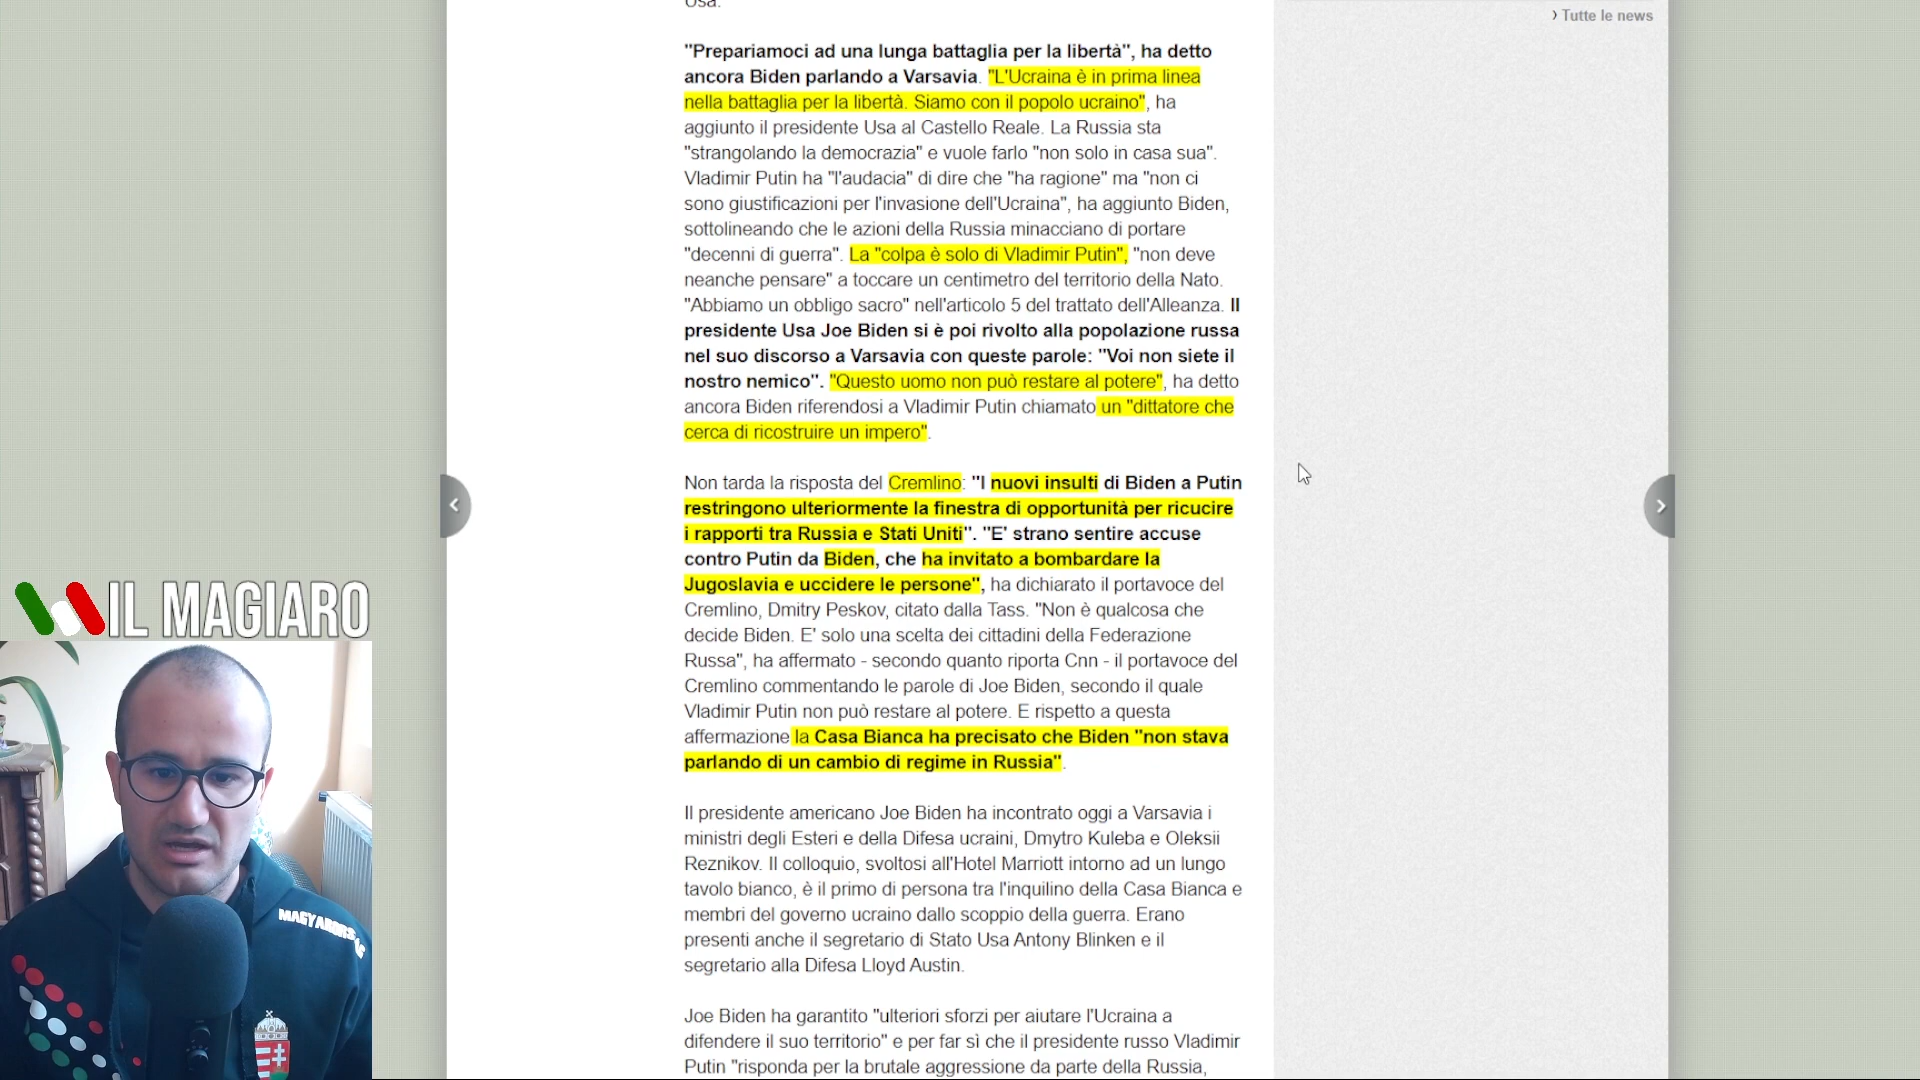 Usa.
› Tutte le news
"Prepariamoci ad una lunga battaglia per la libertà", ha detto
ancora Biden parlando a Varsavia. "L'Ucraina è in prima linea
nella battaglia per la libertà. Siamo con il popolo ucraino", ha
aggiunto il presidente Usa al Castello Reale. La Russia sta
"strangolando la democrazia" e vuole farlo "non solo in casa sua".
Vladimir Putin ha "l'audacia" di dire che "ha ragione" ma "non ci
sono giustificazioni per l'invasione dell'Ucraina", ha aggiunto Biden,
sottolineando che le azioni della Russia minacciano di portare
"decenni di guerra". La "colpa è solo di Vladimir Putin", "non deve
neanche pensare" a toccare un centimetro del territorio della Nato.
"Abbiamo un obbligo sacro" nell'articolo 5 del trattato dell'Alleanza. Il
presidente Usa Joe Biden si è poi rivolto alla popolazione russa
nel suo discorso a Varsavia con queste parole: "Voi non siete il
nostro nemico". "Questo uomo non può restare al potere", ha detto
ancora Biden riferendosi a Vladimir Putin chiamato un "dittatore che
cerca di ricostruire un impero".
Non tarda la risposta del Cremlino: "I nuovi insulti di Biden a Putin
restringono ulteriormente la finestra di opportunità per ricucire
i rapporti tra Russia e Stati Uniti". "E' strano sentire accuse
contro Putin da Biden, che ha invitato a bombardare la
Jugoslavia e uccidere le persone", ha dichiarato il portavoce del
Cremlino, Dmitry Peskov, citato dalla Tass. "Non è qualcosa che
decide Biden. E' solo una scelta dei cittadini della Federazione
Russa", ha affermato - secondo quanto riporta Cnn - il portavoce del
Cremlino commentando le parole di Joe Biden, secondo il quale
Vladimir Putin non può restare al potere. E rispetto a questa
affermazione la Casa Bianca ha precisato che Biden "non stava
parlando di un cambio di regime in Russia".
Il presidente americano Joe Biden ha incontrato oggi a Varsavia i
ministri degli Esteri e della Difesa ucraini, Dmytro Kuleba e Oleksii
Reznikov. Il colloquio, svoltosi all'Hotel Marriott intorno ad un lungo
tavolo bianco, è il primo di persona tra l'inquilino della Casa Bianca e
membri del governo ucraino dallo scoppio della guerra. Erano
presenti anche il segretario di Stato Usa Antony Blinken e il
segretario alla Difesa Lloyd Austin.
Joe Biden ha garantito "ulteriori sforzi per aiutare l'Ucraina a
difendere il suo territorio" e per far sì che il presidente russo Vladimir
Putin "risponda per la brutale aggressione da parte della Russia,
IL MAGIARO